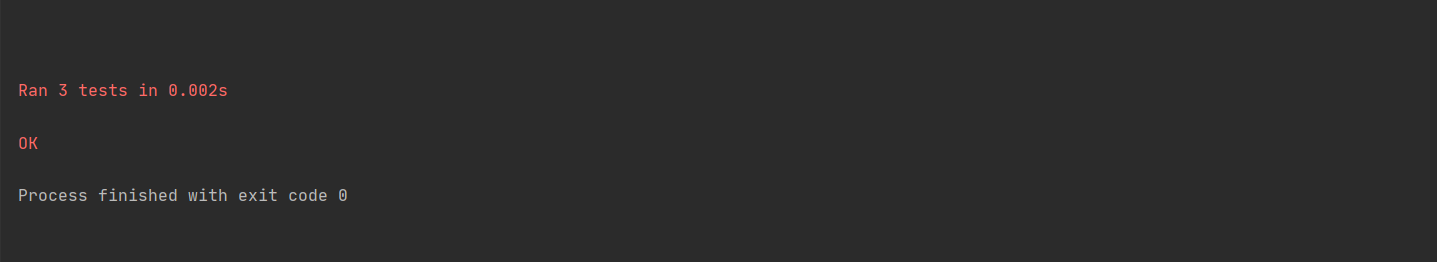 Ran 3 tests in 0.002s
OK
Process finished with exit code 0